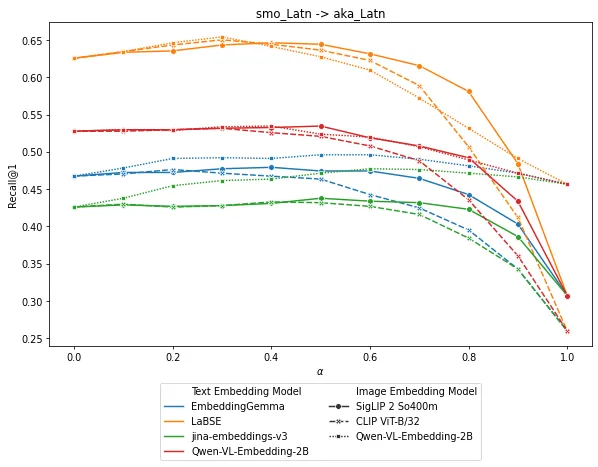 smo_Latn -> aka_Latn
Recall@1
0.65
0.60
0.55
0.50
0.45
0.40
0.35
0.30
0.25
0.0
0.2
0.4
0.6
0.8
1.0
α
Text Embedding Model
EmbeddingGemma
LaBSE
jina-embeddings-v3
Qwen-VL-Embedding-2B
Image Embedding Model
SigLIP 2 So400m
CLIP ViT-B/32
Qwen-VL-Embedding-2B